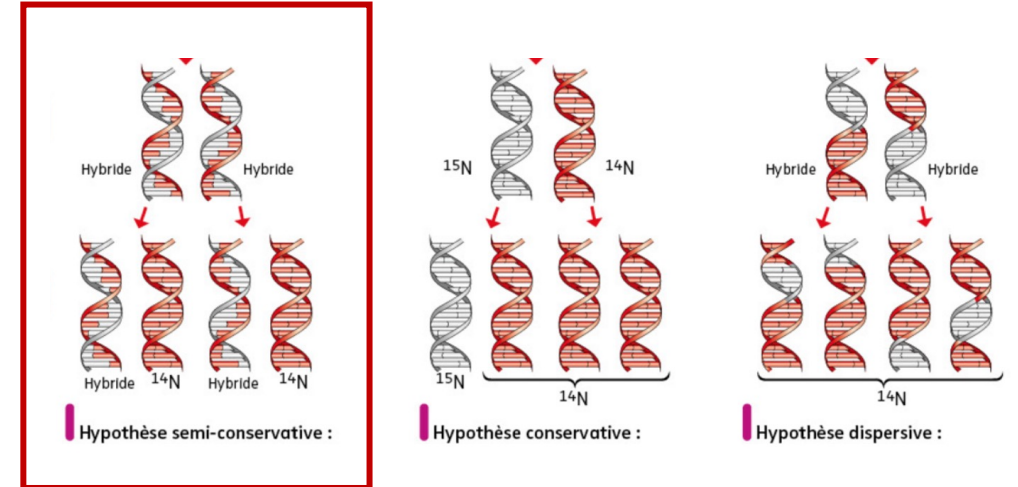 Hybride
Hybride
Hybride
¹⁴N
Hybride
¹⁴N
Hypothèse semi-conservative :
¹⁵N
¹⁴N
¹⁵N
¹⁴N
Hypothèse conservative :
Hybride
Hybride
¹⁴N
Hypothèse dispersive :